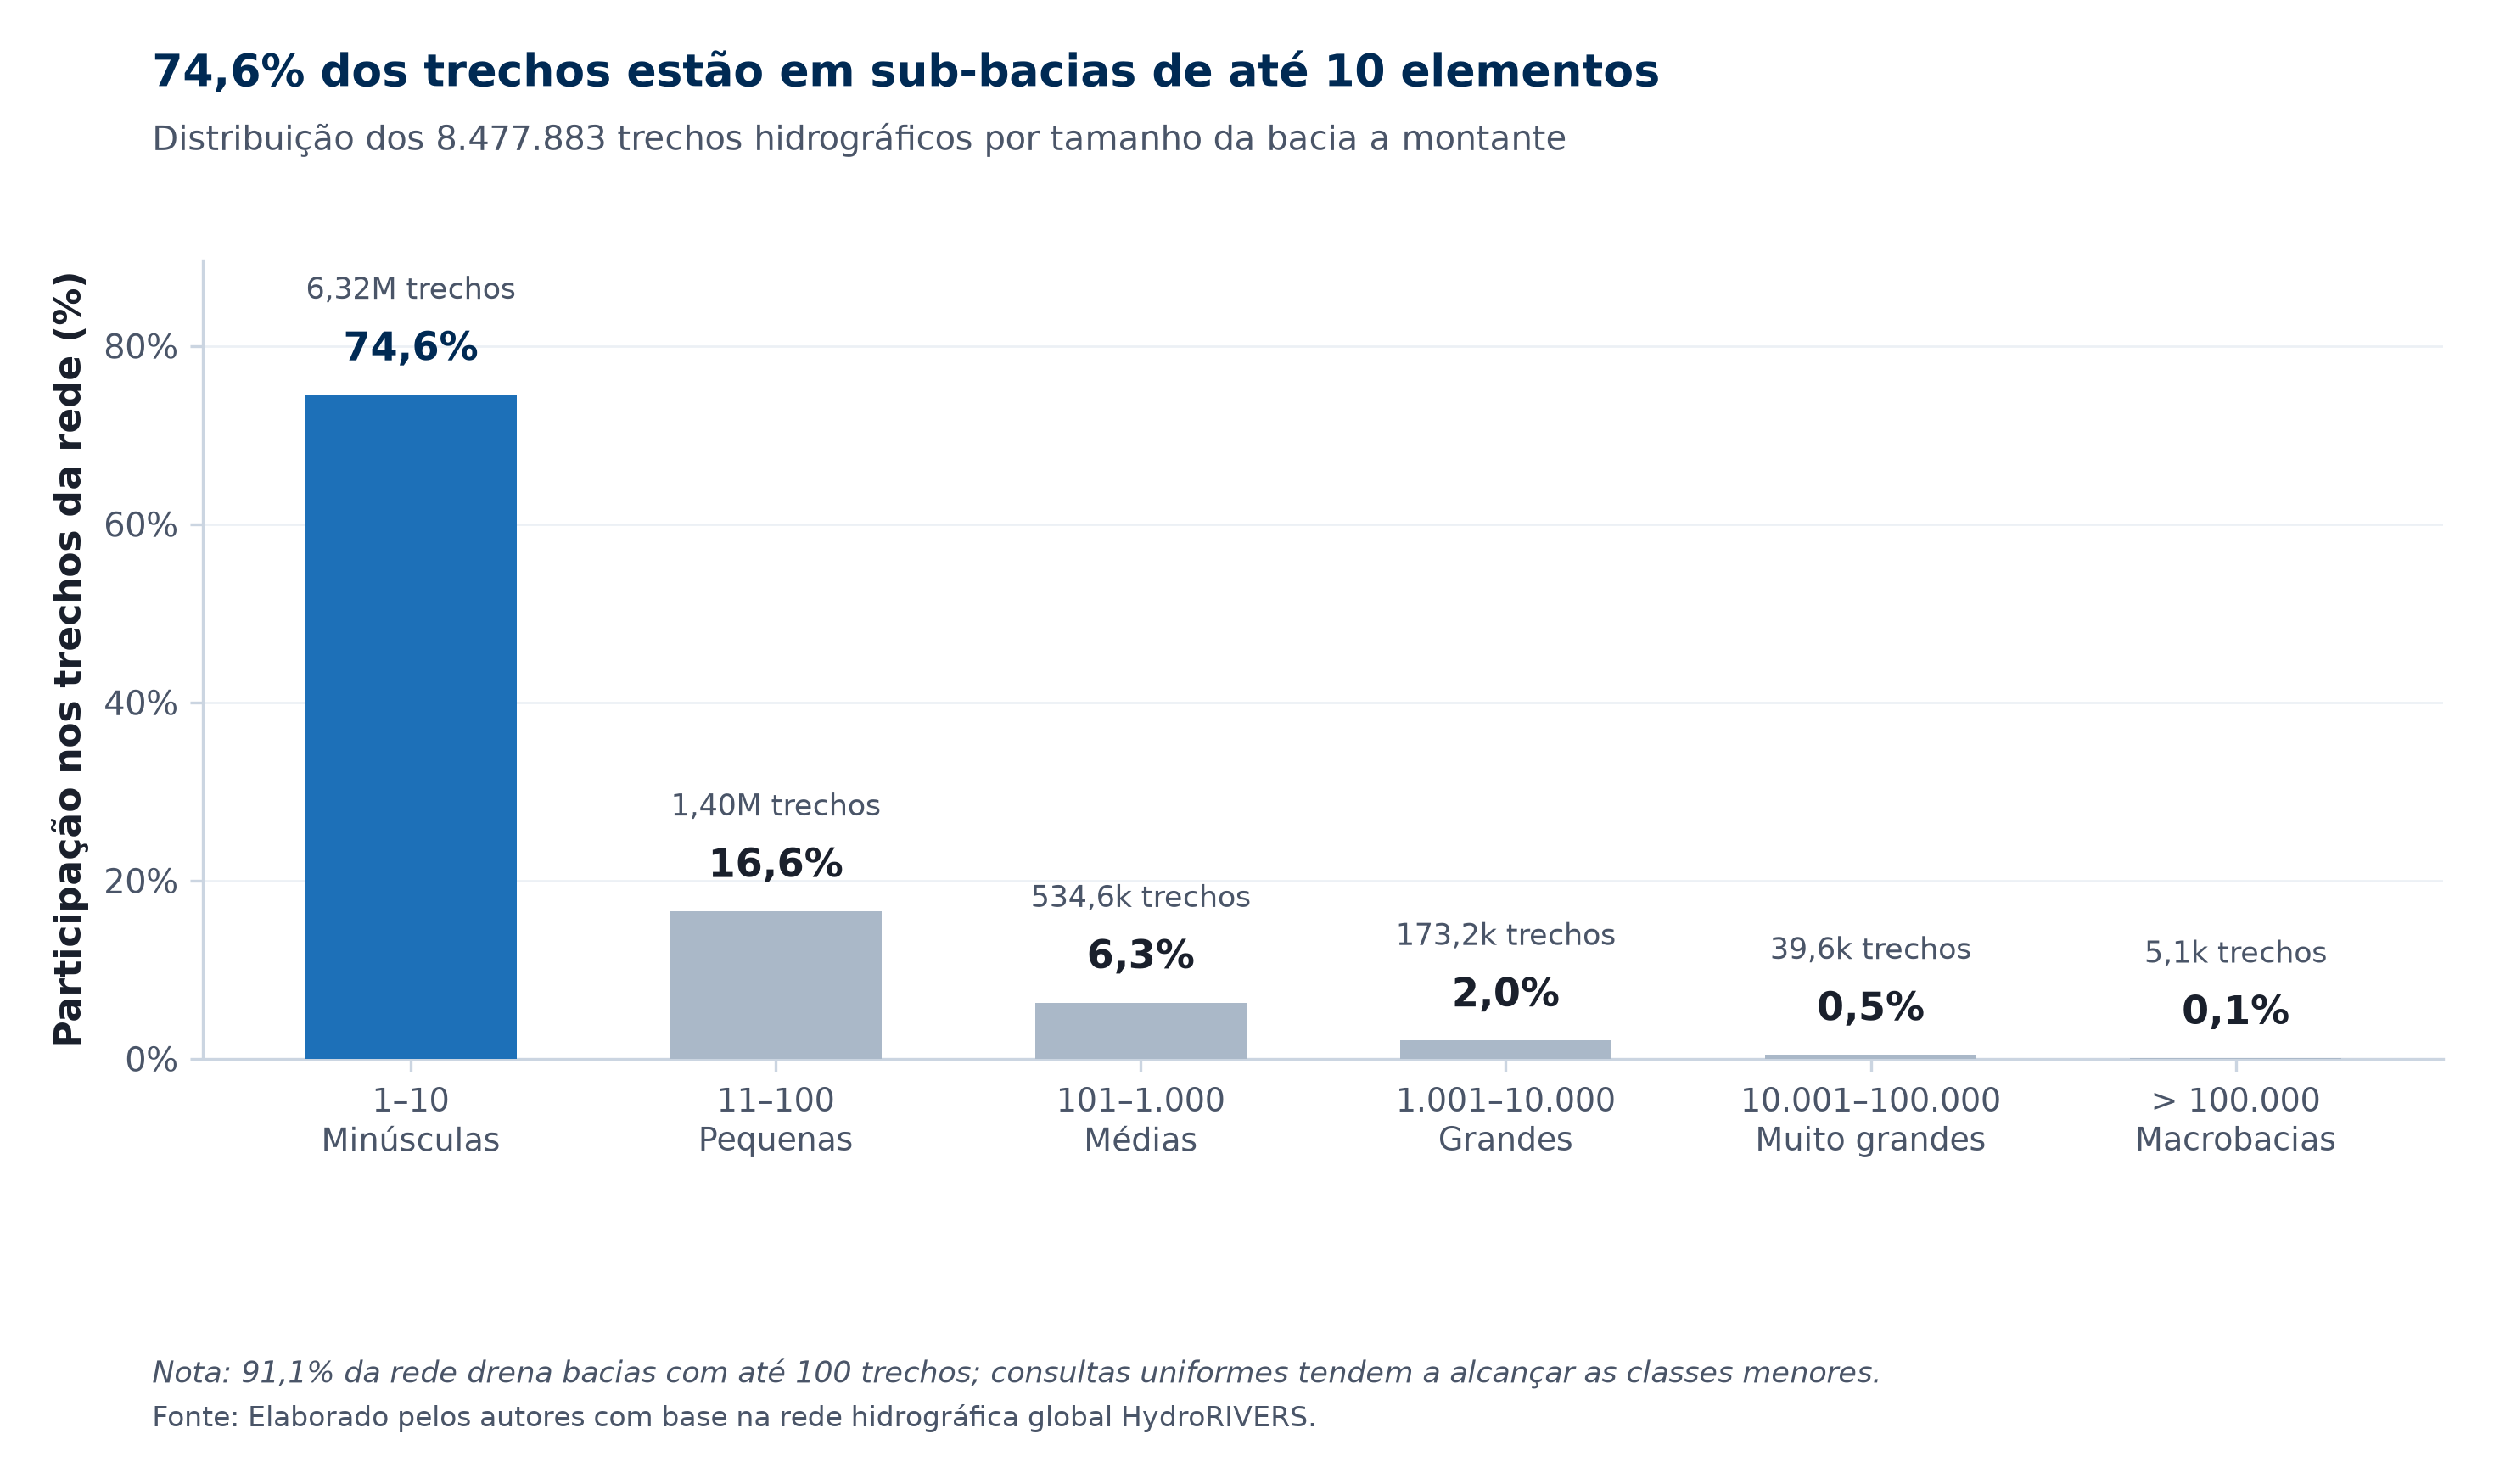 74,6% dos trechos estão em sub-bacias de até 10 elementos
Distribuição dos 8.477.883 trechos hidrográficos por tamanho da bacia a montante
Participação nos trechos da rede (%)
80%
60%
40%
20%
0%
6,32M trechos
74,6%
1,40M trechos
16,6%
534,6k trechos
6,3%
173,2k trechos
2,0%
39,6k trechos
0,5%
5,1k trechos
0,1%
1–10
Minúsculas
11–100
Pequenas
101–1.000
Médias
1.001–10.000
Grandes
10.001–100.000
Muito grandes
> 100.000
Macrobacias
Nota: 91,1% da rede drena bacias com até 100 trechos; consultas uniformes tendem a alcançar as classes menores.
Fonte: Elaborado pelos autores com base na rede hidrográfica global HydroRIVERS.